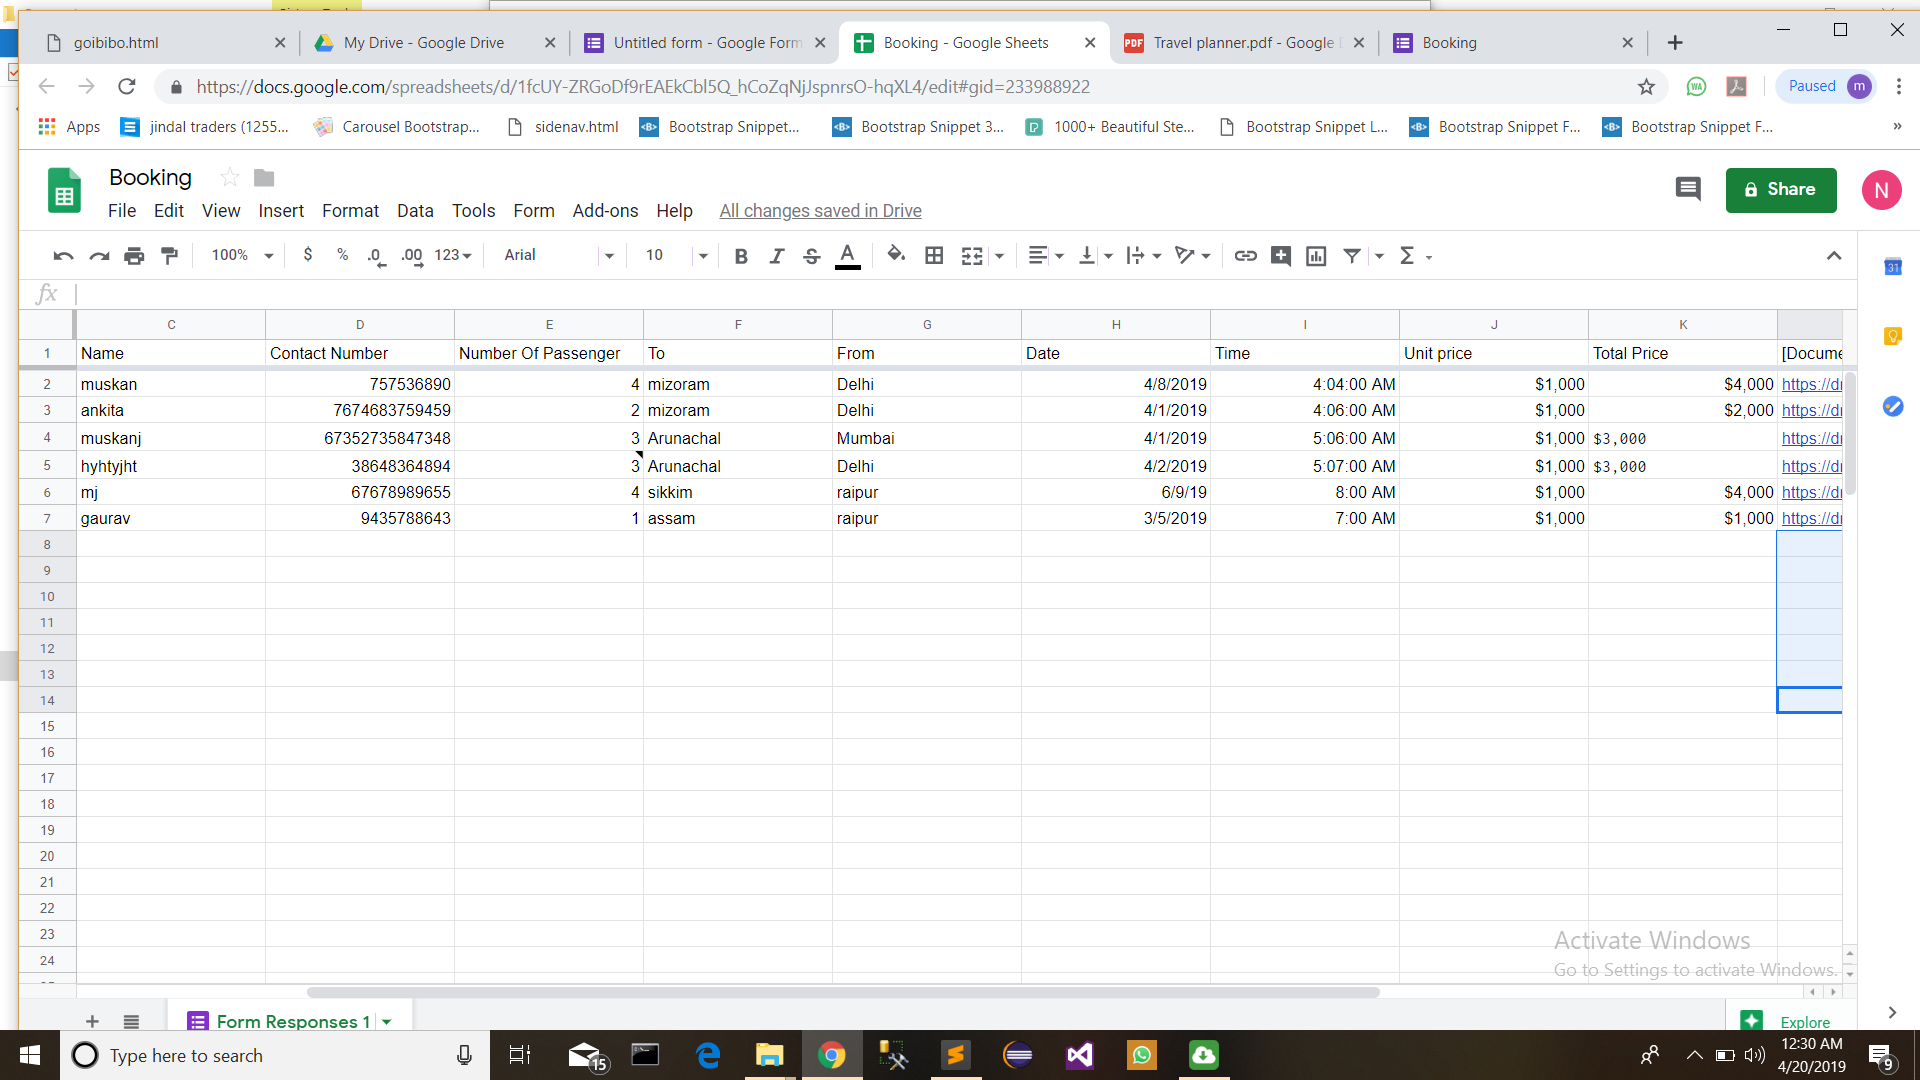 goibibo.html
My Drive - Google Drive
Untitled form - Google Form
Booking - Google Sheets
PDF
Travel planner.pdf - Google
Booking
https://docs.google.com/spreadsheets/d/1fcUY-ZRGoDf9rEAEkCbl5Q_hCoZqNjJspnrsO-hqXL4/edit#gid=233988922
WA
Paused
m
Apps
jindal traders (1255...
Carousel Bootstrap...
sidenav.html
Bootstrap Snippet...
Bootstrap Snippet 3...
1000+ Beautiful Ste...
Bootstrap Snippet L...
Bootstrap Snippet F...
Bootstrap Snippet F...
»
Booking
Share
N
File Edit View Insert Format Data Tools Form Add-ons Help All changes saved in Drive
100% $ % .0 .00 123 Arial 10 B I S A Σ
31
fx
C D E F G H I J K
1 Name Contact Number Number Of Passenger To From Date Time Unit price Total Price [Docume
2 muskan 757536890 4 mizoram Delhi 4/8/2019 4:04:00 AM $1,000 $4,000 https://dr
3 ankita 7674683759459 2 mizoram Delhi 4/1/2019 4:06:00 AM $1,000 $2,000 https://dr
4 muskanj 67352735847348 3 Arunachal Mumbai 4/1/2019 5:06:00 AM $1,000 $3,000 https://dr
5 hyhtyjht 38648364894 3 Arunachal Delhi 4/2/2019 5:07:00 AM $1,000 $3,000 https://dr
6 mj 67678989655 4 sikkim raipur 6/9/19 8:00 AM $1,000 $4,000 https://dr
7 gaurav 9435788643 1 assam raipur 3/5/2019 7:00 AM $1,000 $1,000 https://dr
8
9
10
11
12
13
14
15
16
17
18
19
20
21
22
23
24
Activate Windows
Go to Settings to activate Windows.
+ Form Responses 1
Explore
Type here to search
15
12:30 AM
4/20/2019
9